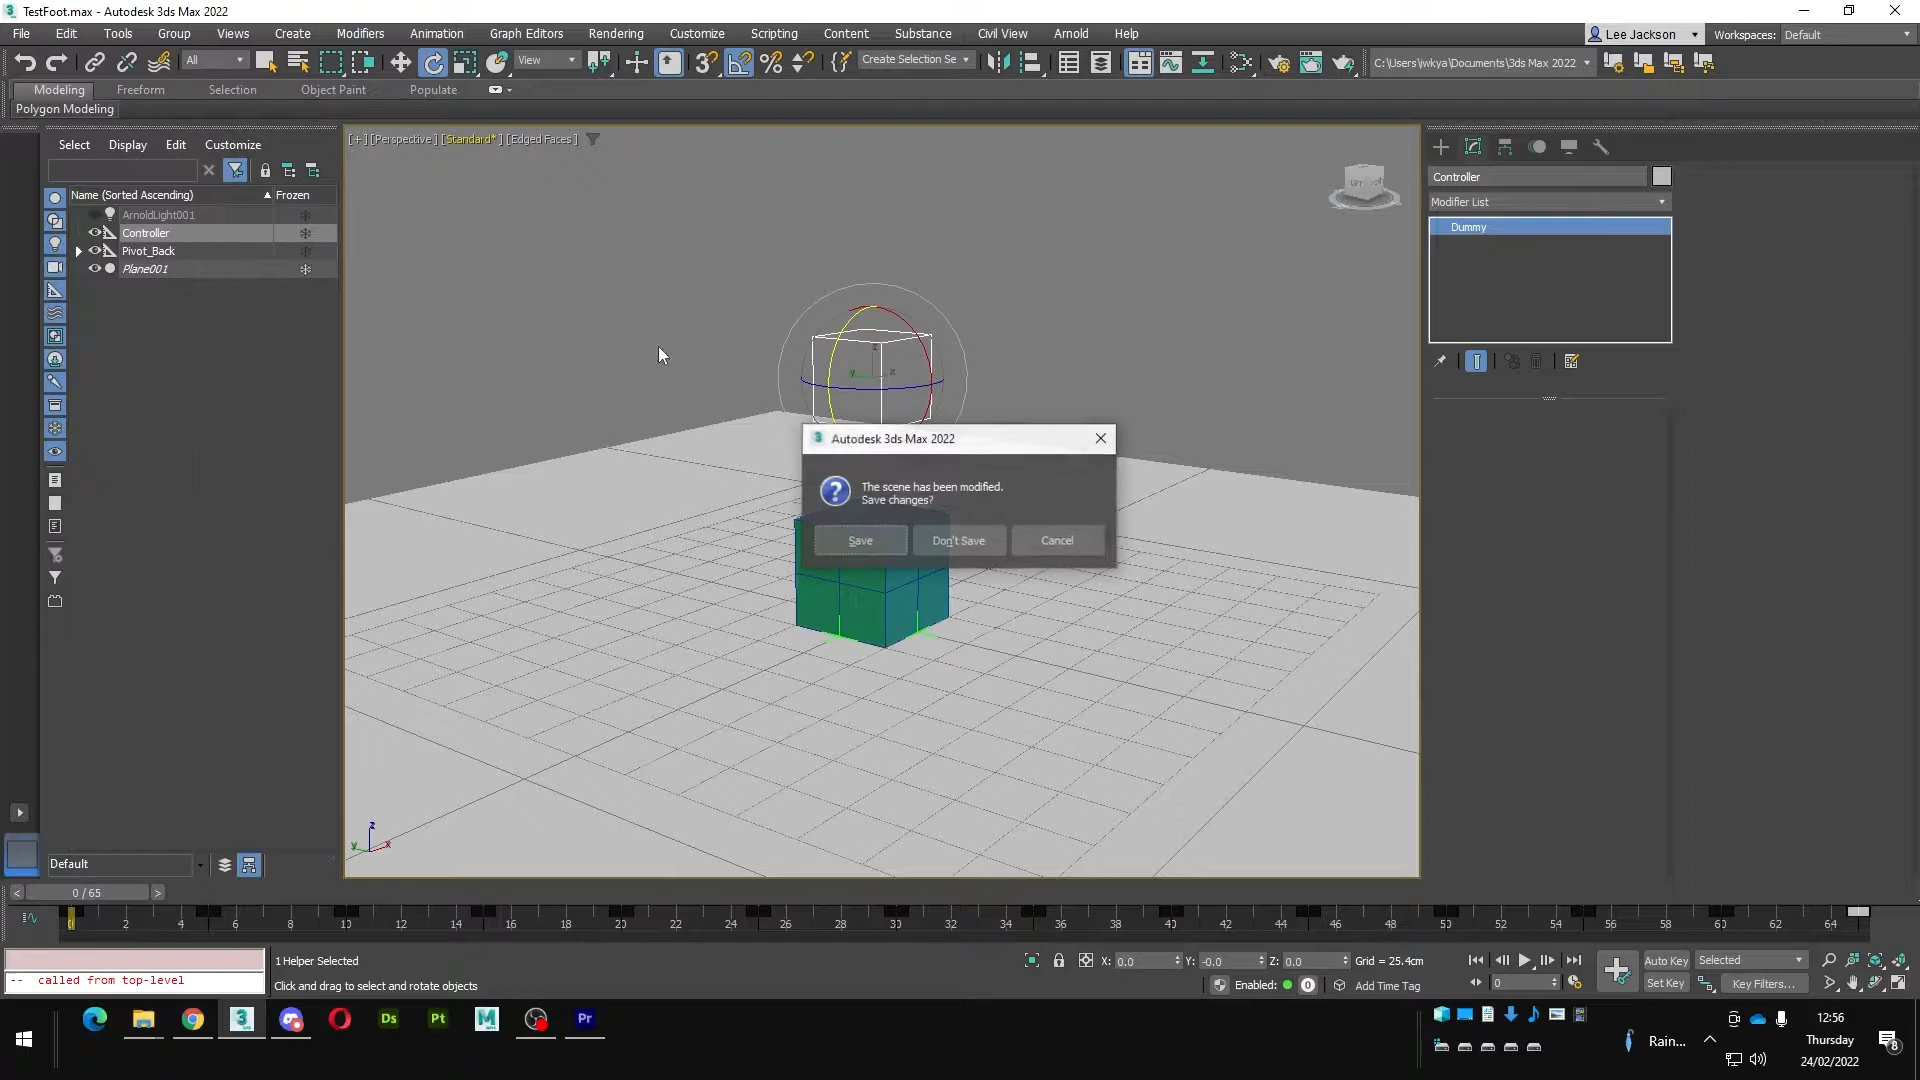 TestFoot.max - Autodesk 3ds Max 2022
File Edit Tools Group Views Create Modifiers Animation Graph Editors Rendering Customize Scripting Content Substance Civil View Arnold Help
Lee Jackson
Workspaces: Default
All
View
Create Selection Se
C:\Users\jwkya\Documents\3ds Max 2022
Modeling Freeform Selection Object Paint Populate
Polygon Modeling
Select Display Edit Customize
Name (Sorted Ascending) Frozen
ArnoldLight001
Controller
Pivot_Back
Plane001
[+] [Perspective] [Standard*] [Edged Faces]
Controller
Modifier List
Dummy
Autodesk 3ds Max 2022
The scene has been modified.
Save changes?
Save Don't Save Cancel
z
y x
z
y x
Default
< 0 / 65 >
0 2 4 6 8 10 12 14 16 18 20 22 24 26 28 30 32 34 36 38 40 42 44 46 48 50 52 54 56 58 60 62 64
-- called from top-level
1 Helper Selected
Click and drag to select and rotate objects
X: 0.0 Y: -0.0 Z: 0.0 Grid = 25.4cm
Enabled: 0 Add Time Tag
0
Auto Key Selected
Set Key Key Filters...
Ds Pt M Pr
Rain...
12:56
Thursday
24/02/2022
8